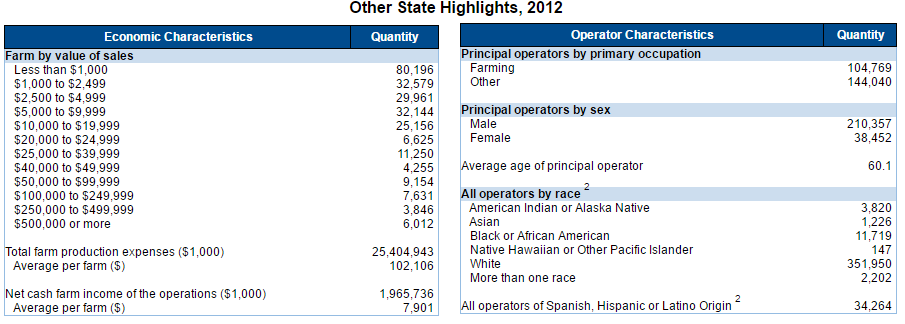 Other State Highlights, 2012
Economic Characteristics Quantity
Farm by value of sales
Less than $1,000 80,196
$1,000 to $2,499 32,579
$2,500 to $4,999 29,961
$5,000 to $9,999 32,144
$10,000 to $19,999 25,156
$20,000 to $24,999 6,625
$25,000 to $39,999 11,250
$40,000 to $49,999 4,255
$50,000 to $99,999 9,154
$100,000 to $249,999 7,631
$250,000 to $499,999 3,846
$500,000 or more 6,012
Total farm production expenses ($1,000) 25,404,943
Average per farm ($) 102,106
Net cash farm income of the operations ($1,000) 1,965,736
Average per farm ($) 7,901
Operator Characteristics Quantity
Principal operators by primary occupation
Farming 104,769
Other 144,040
Principal operators by sex
Male 210,357
Female 38,452
Average age of principal operator 60.1
All operators by race 2
American Indian or Alaska Native 3,820
Asian 1,226
Black or African American 11,719
Native Hawaiian or Other Pacific Islander 147
White 351,950
More than one race 2,202
All operators of Spanish, Hispanic or Latino Origin 2 34,264